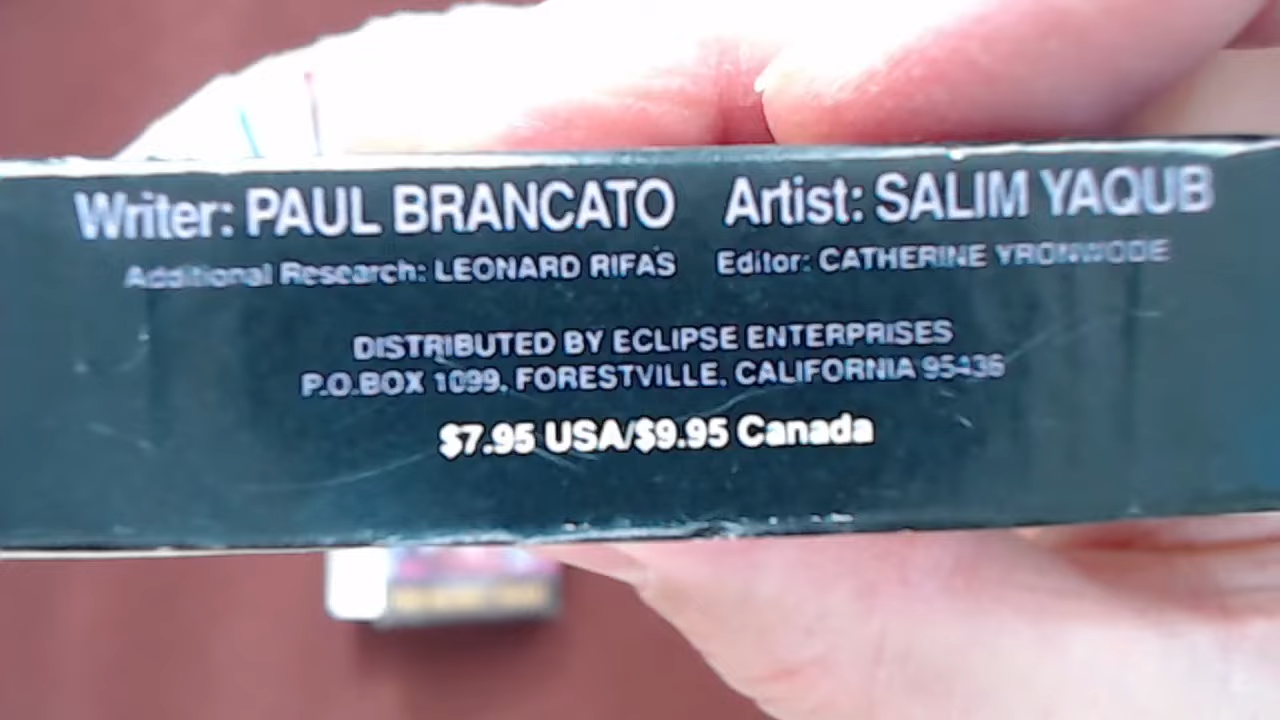 Writer: PAUL BRANCATO Artist: SALIM YAQUB
Additional Research: LEONARD RIFAS Editor: CATHERINE YRONWODE
DISTRIBUTED BY ECLIPSE ENTERPRISES
P.O.BOX 1099, FORESTVILLE, CALIFORNIA 95436
$7.95 USA/$9.95 Canada